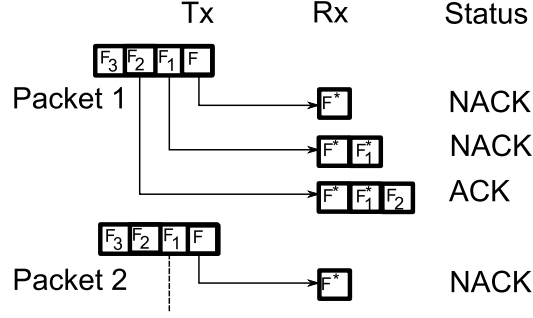 Tx Rx Status
F3 F2 F1 F
Packet 1
F* NACK
F* F1* NACK
F* F1* F2 ACK
F3 F2 F1 F
Packet 2 F* NACK